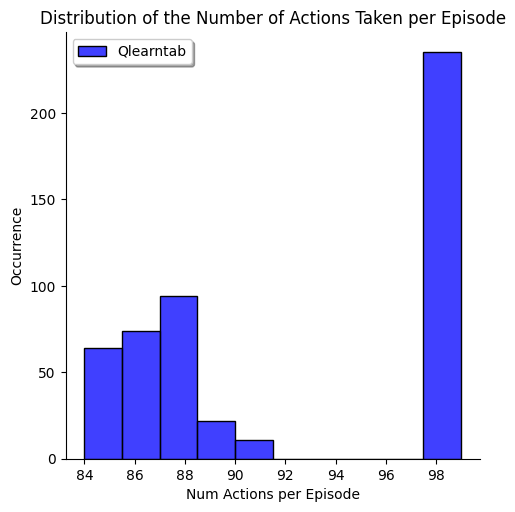 Distribution of the Number of Actions Taken per Episode
Qlearntab
Occurrence
200
150
100
50
0
84 86 88 90 92 94 96 98
Num Actions per Episode